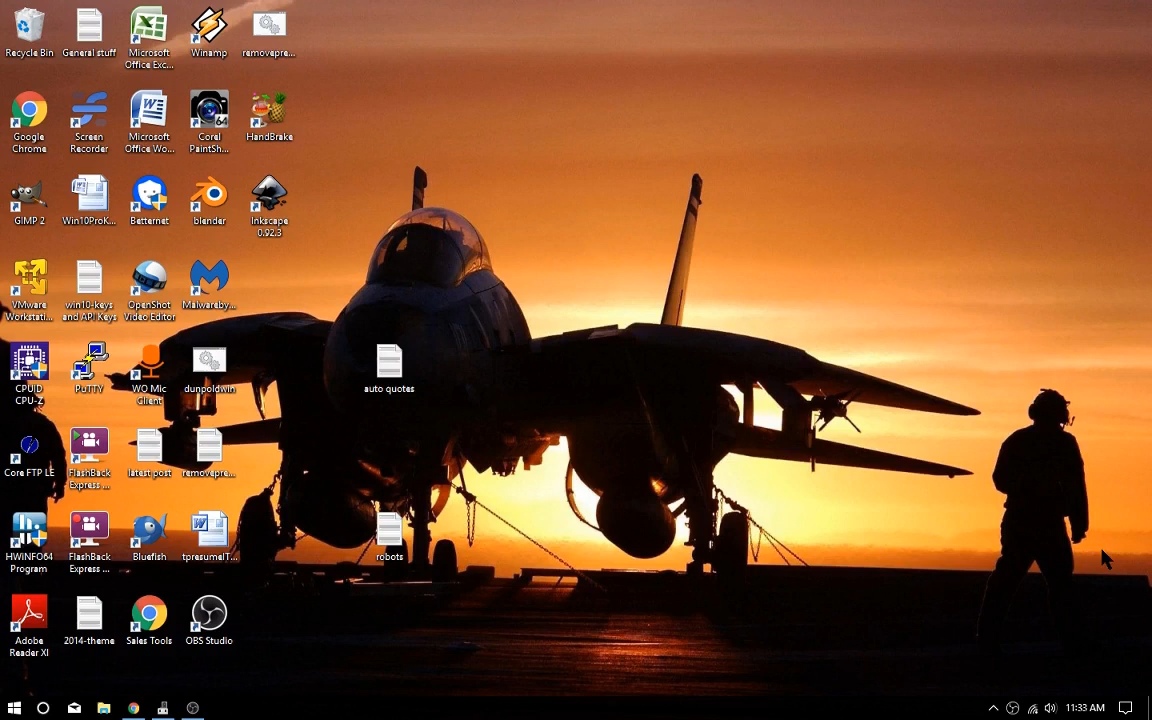 Recycle Bin
General stuff
Microsoft
Office Exc...
Winamp
removepre...
Google
Chrome
Screen
Recorder
Microsoft
Office Wo...
Corel
PaintSh...
64
HandBrake
GIMP 2
Win10ProK...
Betternet
blender
Inkscape
0.92.3
VMware
Workstati...
win10-keys
and API Keys
OpenShot
Video Editor
Malwareby...
CPUID
CPU-Z
PuTTY
WO Mic
Client
dunpoldwin
auto quotes
Core FTP LE
FlashBack
Express ...
latest post
removepre...
HWiNFO64
Program
FlashBack
Express ...
Bluefish
tpresumeIT...
robots
Adobe
Reader XI
2014-theme
Sales Tools
OBS Studio
11:33 AM